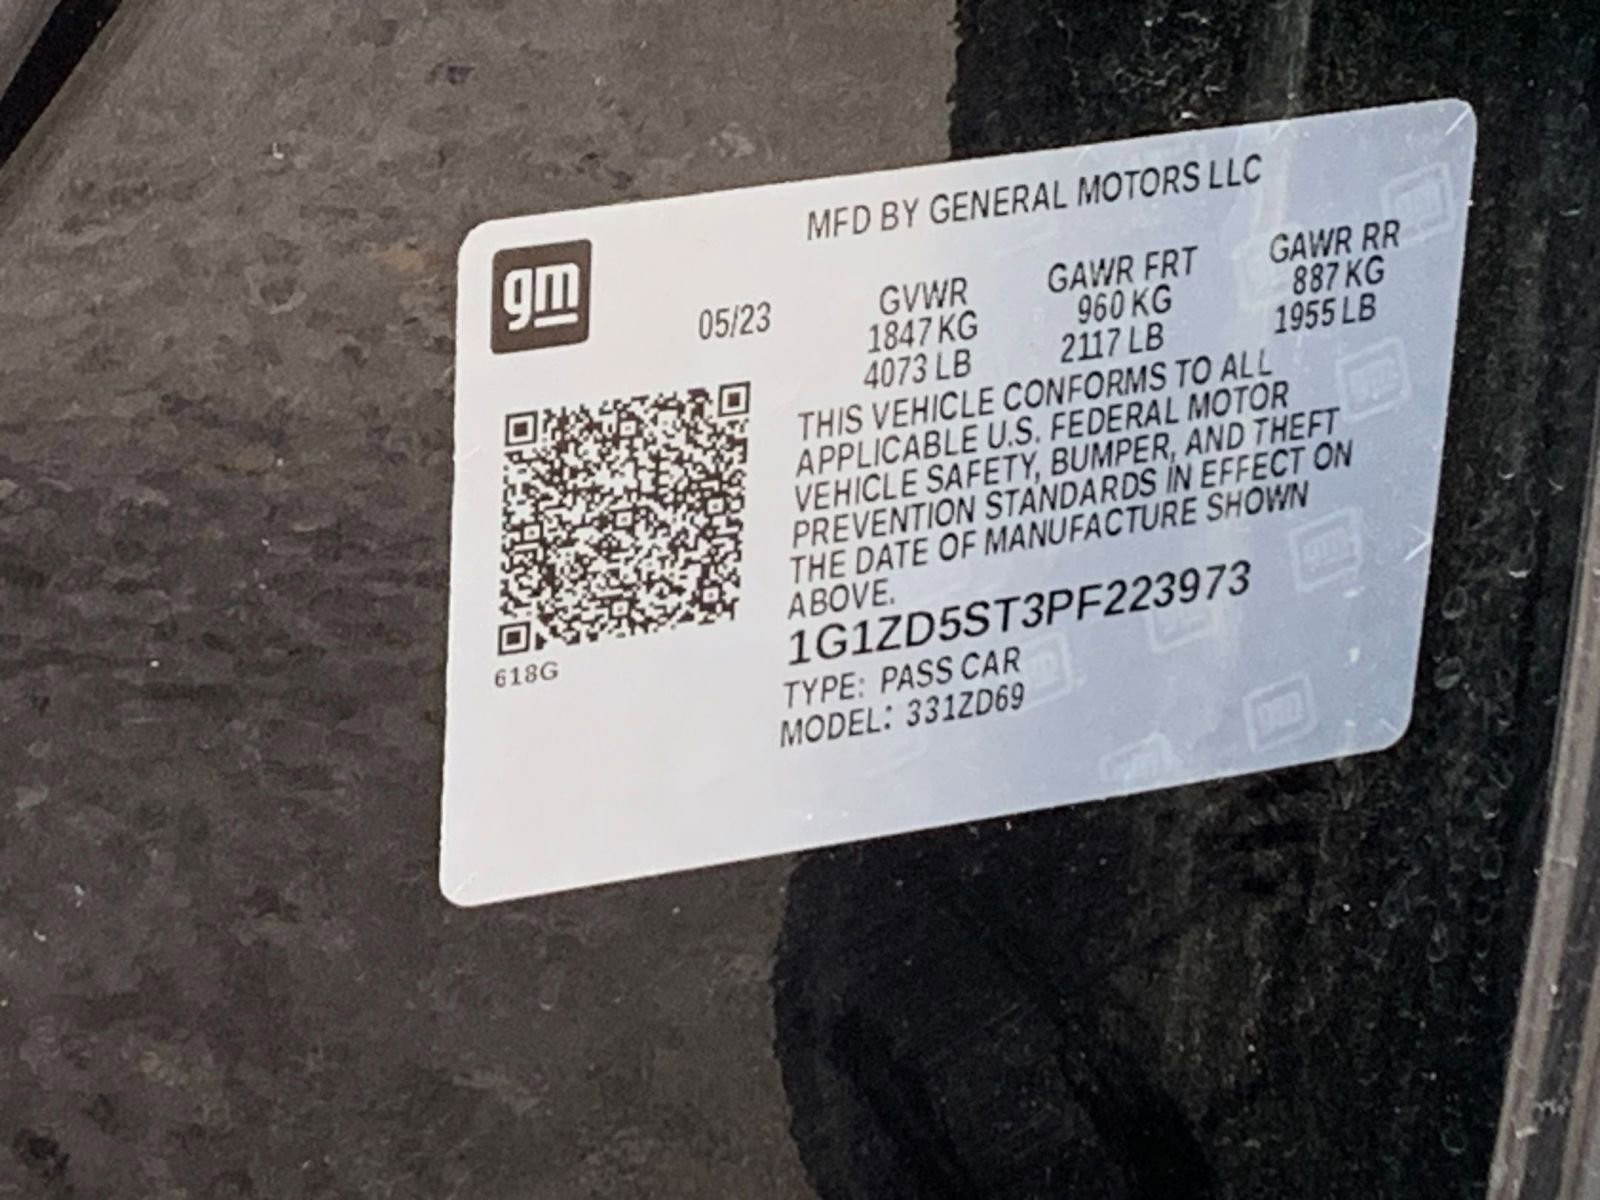 MFD BY GENERAL MOTORS LLC
gm
05/23
GVWR
1847 KG
4073 LB
GAWR FRT
960 KG
2117 LB
GAWR RR
887 KG
1955 LB
THIS VEHICLE CONFORMS TO ALL
APPLICABLE U.S. FEDERAL MOTOR
VEHICLE SAFETY, BUMPER, AND THEFT
PREVENTION STANDARDS IN EFFECT ON
THE DATE OF MANUFACTURE SHOWN
ABOVE.
1G1ZD5ST3PF223973
TYPE: PASS CAR
MODEL: 331ZD69
618G